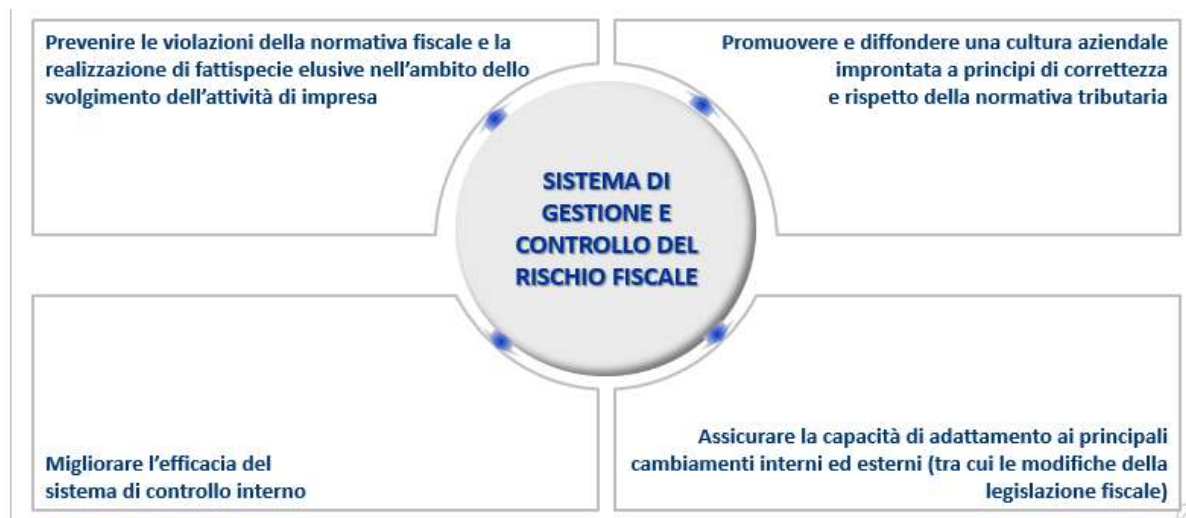 Prevenire le violazioni della normativa fiscale e la
realizzazione di fattispecie elusive nell’ambito dello
svolgimento dell’attività di impresa
Promuovere e diffondere una cultura aziendale
improntata a principi di correttezza
e rispetto della normativa tributaria
SISTEMA DI
GESTIONE E
CONTROLLO DEL
RISCHIO FISCALE
Migliorare l’efficacia del
sistema di controllo interno
Assicurare la capacità di adattamento ai principali
cambiamenti interni ed esterni (tra cui le modifiche della
legislazione fiscale)